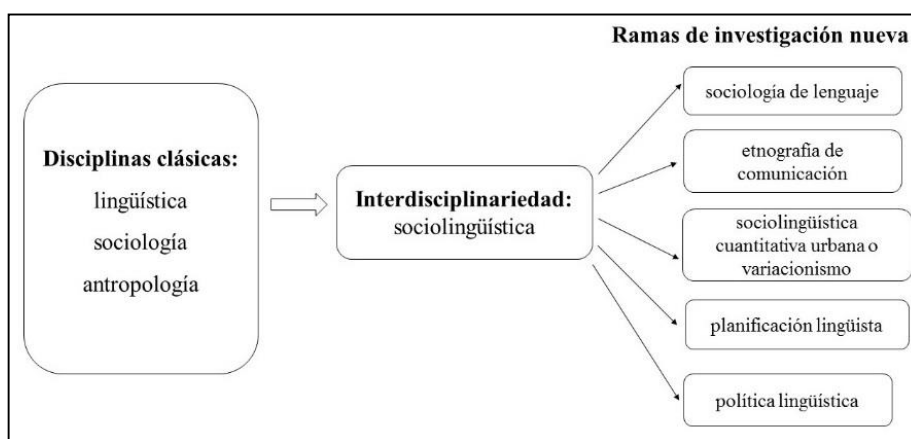 Ramas de investigación nueva
Disciplinas clásicas:
lingüística
sociología
antropología
Interdisciplinariedad:
sociolingüística
sociología de lenguaje
etnografía de
comunicación
sociolingüística
cuantitativa urbana o
variacionismo
planificación lingüista
política lingüística